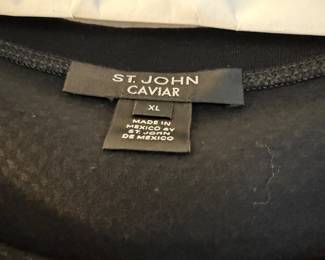 ST. JOHN
CAVIAR
XL
MADE IN
MEXICO BY
ST. JOHN
DE MEXICO